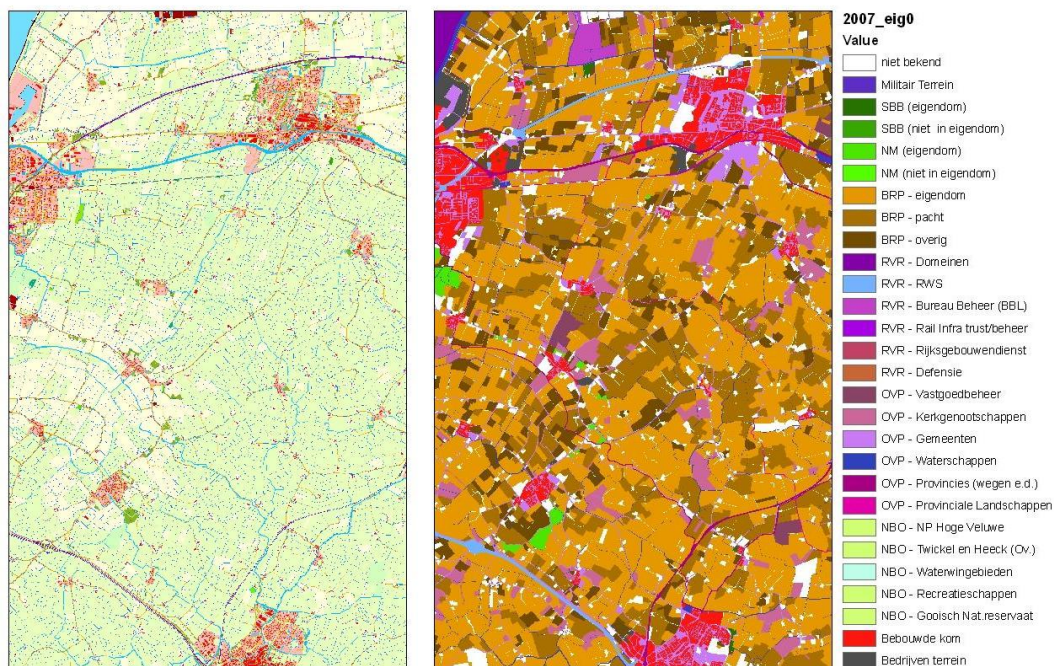 2007_eig0
Value
niet bekend
Militair Terrein
SBB (eigendom)
SBB (niet in eigendom)
NM (eigendom)
NM (niet in eigendom)
BRP - eigendom
BRP - pacht
BRP - overig
RVR - Domeinen
RVR - RWS
RVR - Bureau Beheer (BBL)
RVR - Rail Infra trust/beheer
RVR - Rijksgebouwendienst
RVR - Defensie
OVP - Vastgoedbeheer
OVP - Kerkgenootschappen
OVP - Gemeenten
OVP - Waterschappen
OVP - Provincies (wegen e.d.)
OVP - Provinciale Landschappen
NBO - NP Hoge Veluwe
NBO - Twickel en Heeck (Ov.)
NBO - Waterwingebieden
NBO - Recreatieschappen
NBO - Gooisch Nat.reservaat
Bebouwde kom
Bedrijven terrein